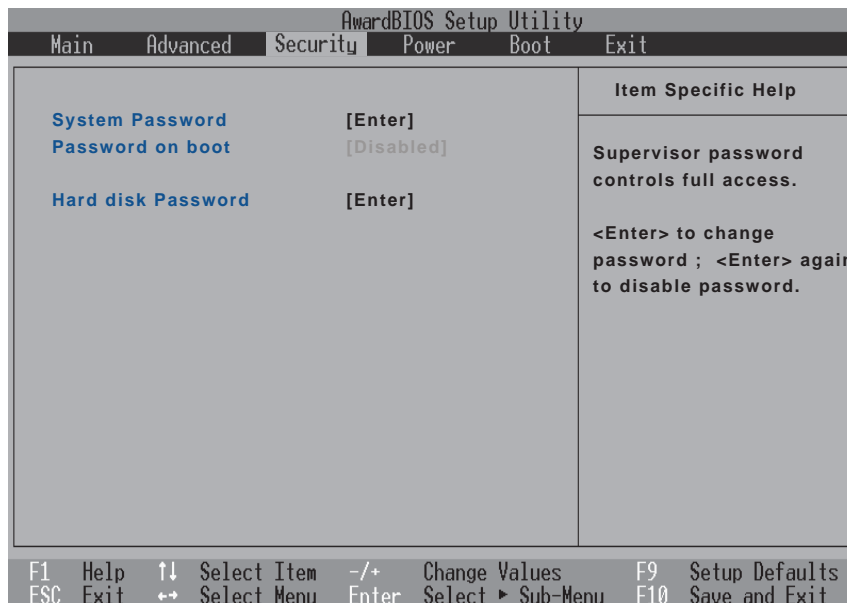 AwardBIOS Setup Utility
Main Advanced Security Power Boot Exit
Item Specific Help
System Password [Enter]
Password on boot [Disabled]
Hard disk Password [Enter]
Supervisor password
controls full access.
<Enter> to change
password ; <Enter> again
to disable password.
F1 Help ↑↓ Select Item -/+ Change Values F9 Setup Defaults
ESC Exit ←→ Select Menu Enter Select ▸ Sub-Menu F10 Save and Exit